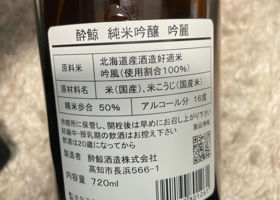 酔鯨 純米吟醸 吟麗
原料米 北海道産酒造好適米
吟風(使用割合100%)
原材料名 米(国産)、米こうじ(国産米)
精米歩合 50% アルコール分 16度
冷暗所に保管し、開栓後は早めにお召し上がり下さい。
妊娠中・授乳期の飲酒はお控え下さい
飲酒は20歳になってから
製品情報
製造者 酔鯨酒造株式会社
高知市長浜566-1
内容量 720ml